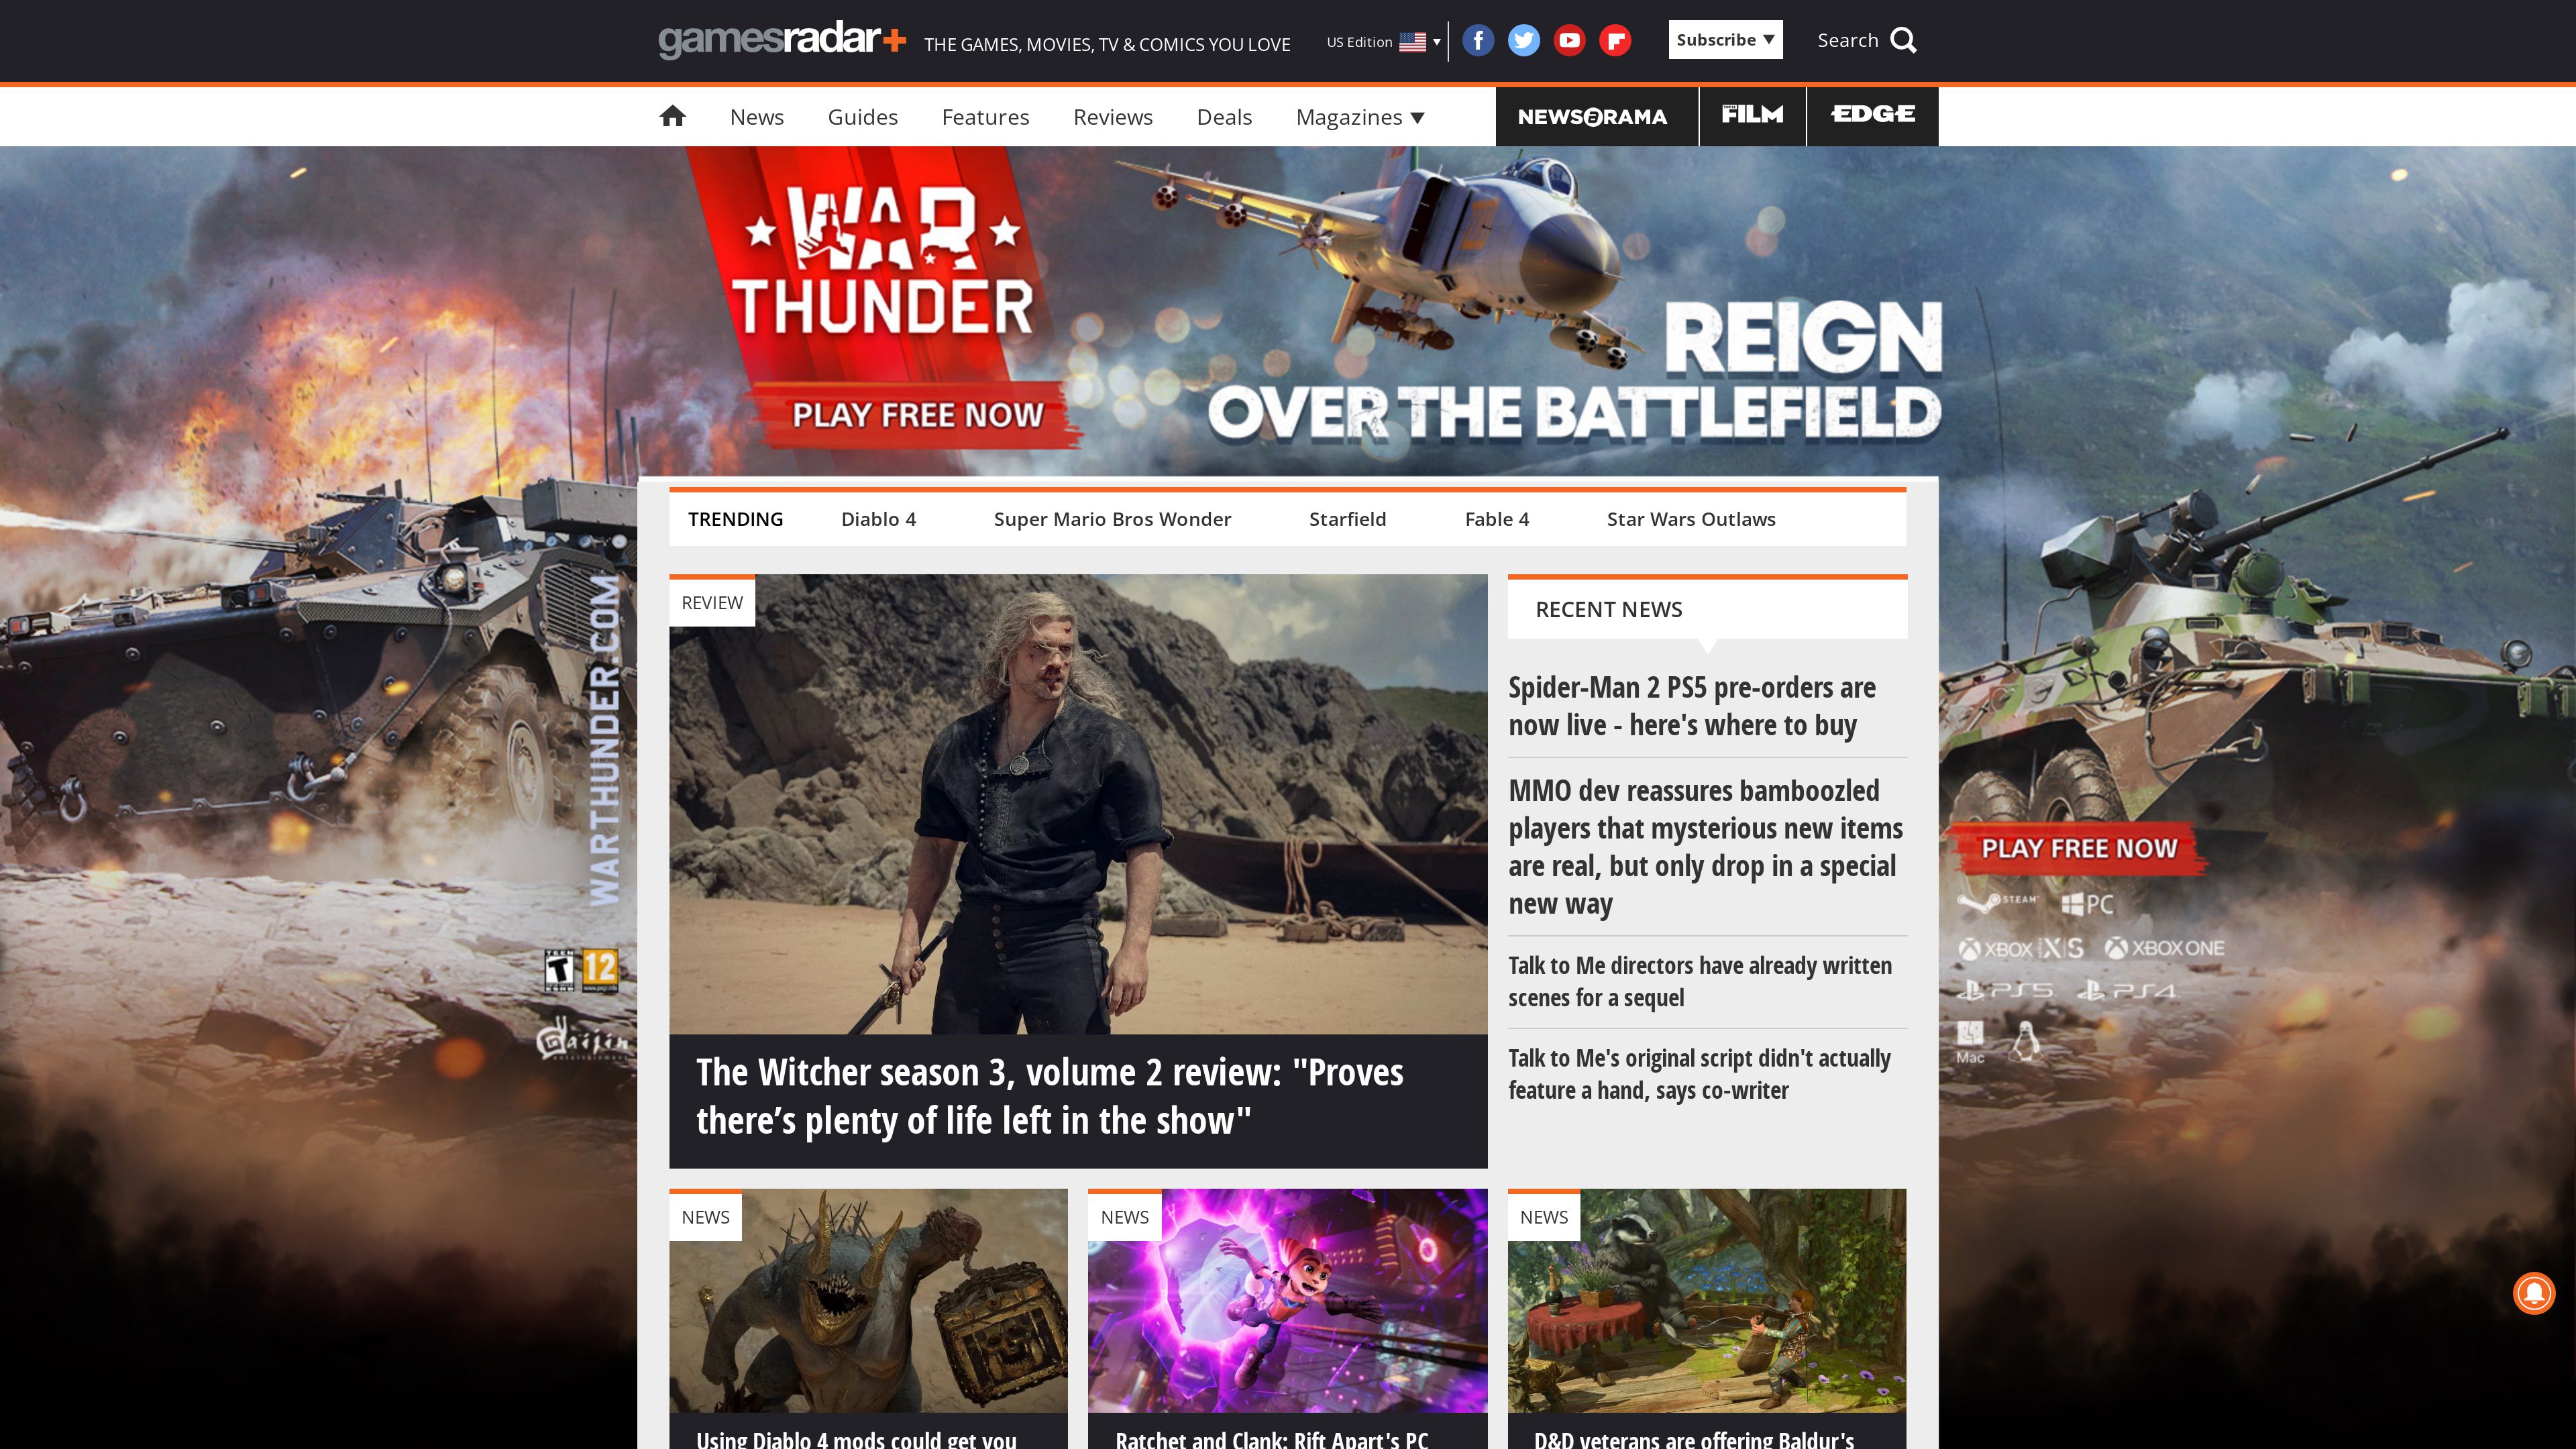 gamesradar+ THE GAMES, MOVIES, TV & COMICS YOU LOVE US Edition Subscribe Search
News Guides Features Reviews Deals Magazines NEWSARAMA FILM EDGE
WAR
THUNDER
PLAY FREE NOW
REIGN
OVER THE BATTLEFIELD
TRENDING Diablo 4 Super Mario Bros Wonder Starfield Fable 4 Star Wars Outlaws
REVIEW
The Witcher season 3, volume 2 review: "Proves
there’s plenty of life left in the show"
RECENT NEWS
Spider-Man 2 PS5 pre-orders are
now live - here's where to buy
MMO dev reassures bamboozled
players that mysterious new items
are real, but only drop in a special
new way
Talk to Me directors have already written
scenes for a sequel
Talk to Me's original script didn't actually
feature a hand, says co-writer
WARTHUNDER.COM
T 12
Gaijin
PLAY FREE NOW
STEAM PC
XBOX X|S XBOX ONE
PS5 PS4
Mac
NEWS
Using Diablo 4 mods could get you
NEWS
Ratchet and Clank: Rift Apart's PC
NEWS
D&D veterans are offering Baldur's